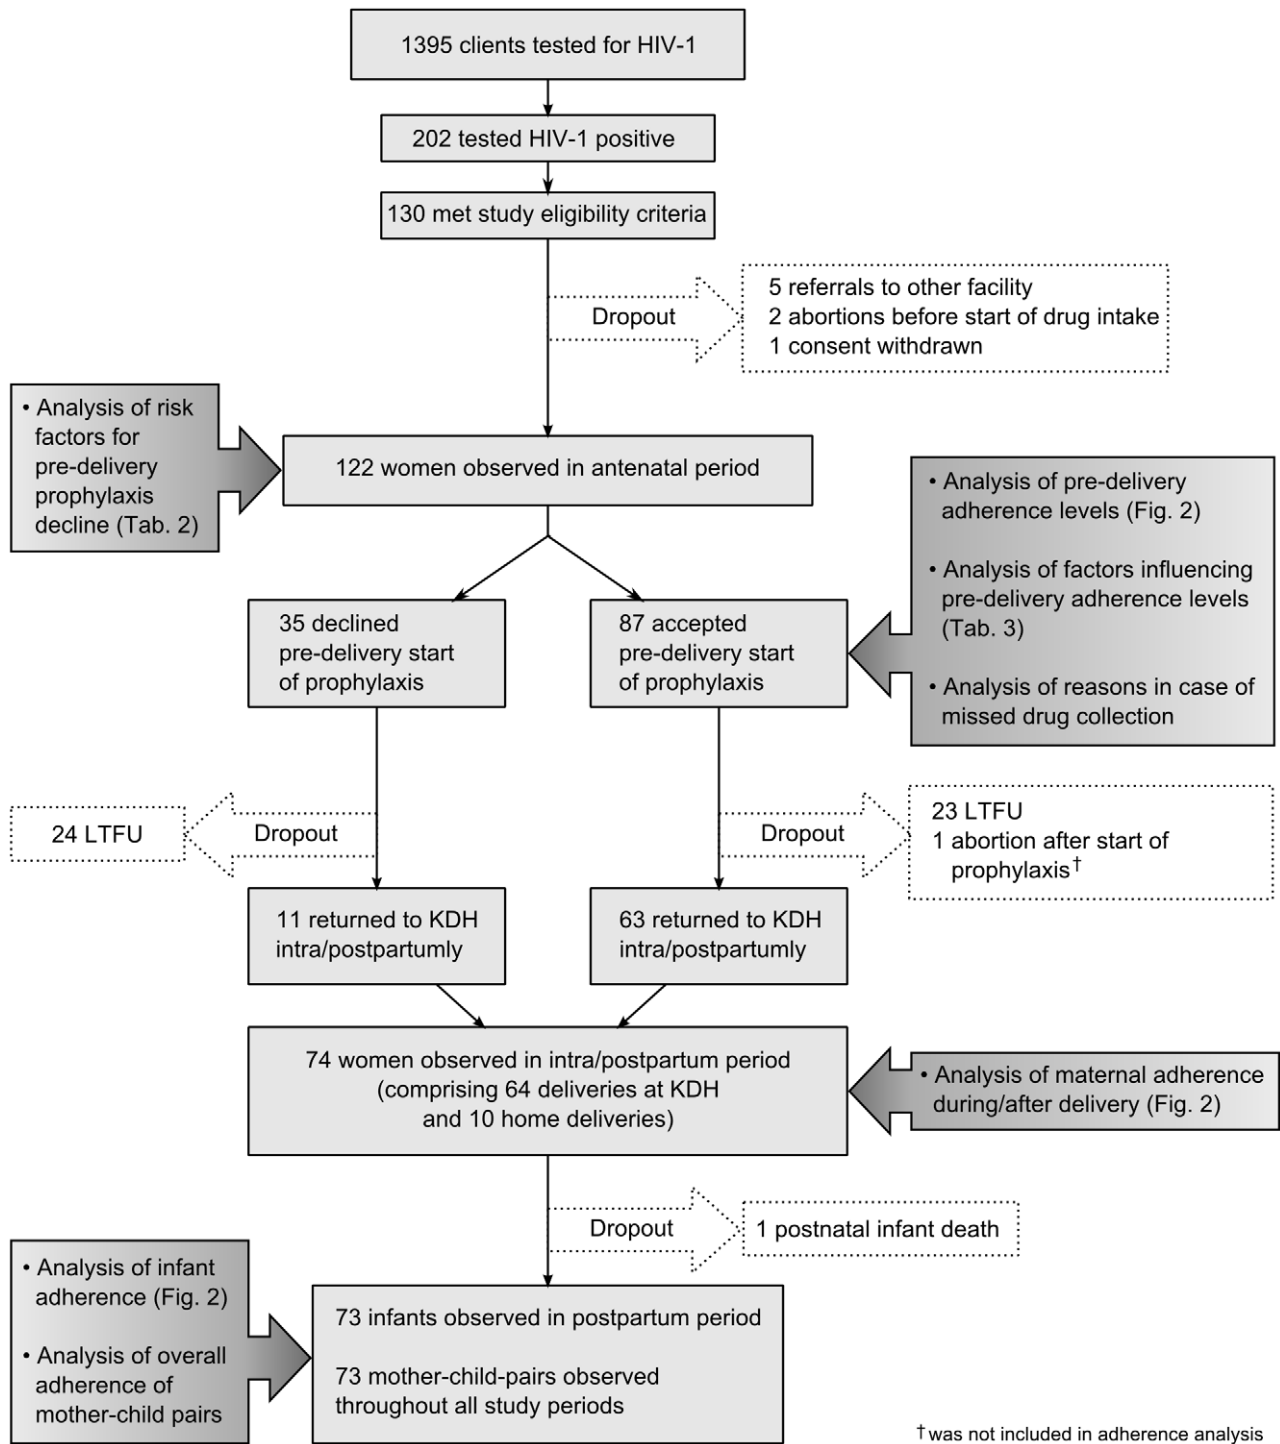 1395 clients tested for HIV-1
202 tested HIV-1 positive
130 met study eligibility criteria
Dropout
5 referrals to other facility
2 abortions before start of drug intake
1 consent withdrawn
• Analysis of risk
factors for
pre-delivery
prophylaxis
decline (Tab. 2)
122 women observed in antenatal period
• Analysis of pre-delivery
adherence levels (Fig. 2)
• Analysis of factors influencing
pre-delivery adherence levels
(Tab. 3)
• Analysis of reasons in case of
missed drug collection
35 declined
pre-delivery start
of prophylaxis
87 accepted
pre-delivery start
of prophylaxis
24 LTFU
Dropout
Dropout
23 LTFU
1 abortion after start of
prophylaxis†
11 returned to KDH
intra/postpartumly
63 returned to KDH
intra/postpartumly
74 women observed in intra/postpartum period
(comprising 64 deliveries at KDH
and 10 home deliveries)
• Analysis of maternal adherence
during/after delivery (Fig. 2)
Dropout
1 postnatal infant death
• Analysis of infant
adherence (Fig. 2)
• Analysis of overall
adherence of
mother-child pairs
73 infants observed in postpartum period
73 mother-child-pairs observed
throughout all study periods
† was not included in adherence analysis